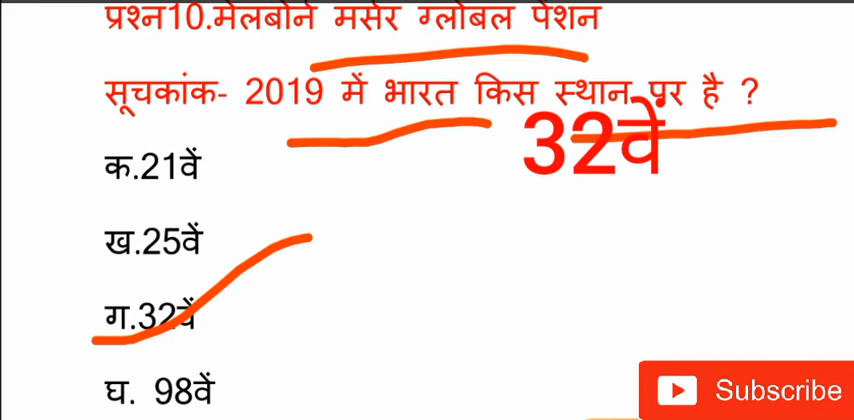 प्रश्न10.मेलबोर्न मर्सर ग्लोबल पेंशन
सूचकांक- 2019 में भारत किस स्थान पर है ?
32वें
क.21वें
ख.25वें
ग.32वें
घ. 98वें
Subscribe